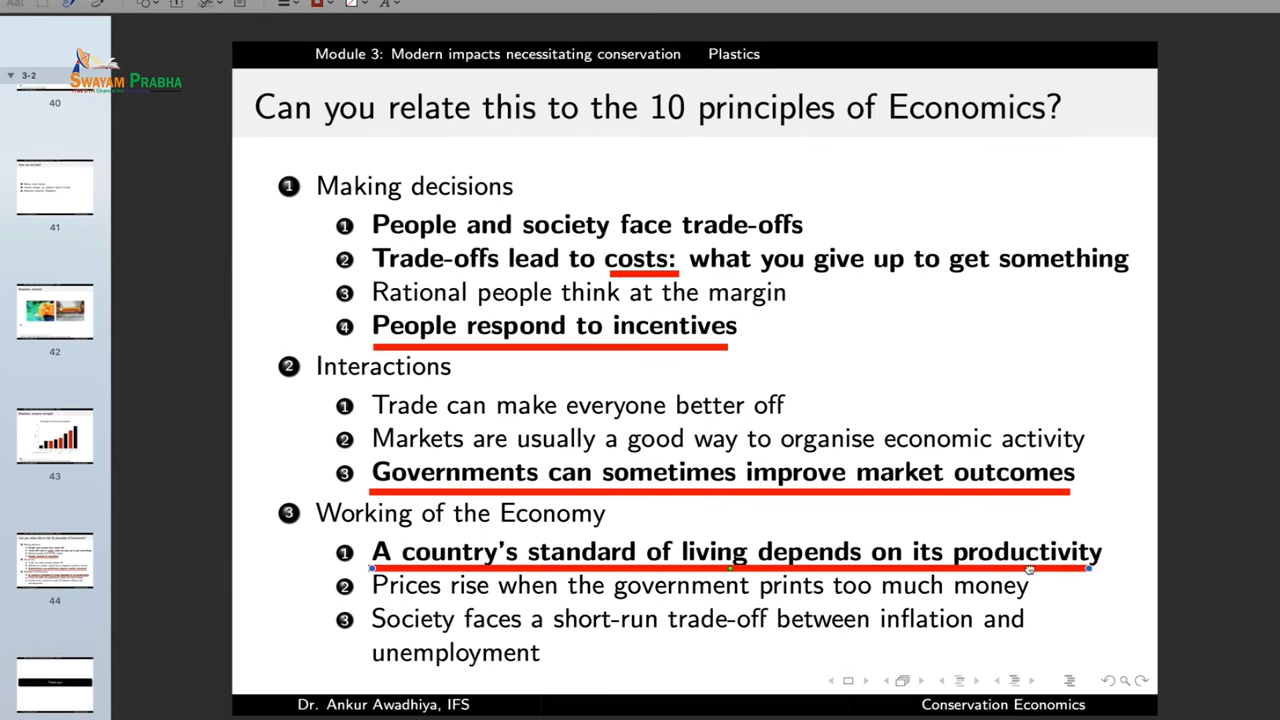 3-2
SWAYAM PRABHA
40
41
42
43
44
Module 3: Modern impacts necessitating conservation Plastics
Can you relate this to the 10 principles of Economics?
1 Making decisions
1 People and society face trade-offs
2 Trade-offs lead to costs: what you give up to get something
3 Rational people think at the margin
4 People respond to incentives
2 Interactions
1 Trade can make everyone better off
2 Markets are usually a good way to organise economic activity
3 Governments can sometimes improve market outcomes
3 Working of the Economy
1 A country's standard of living depends on its productivity
2 Prices rise when the government prints too much money
3 Society faces a short-run trade-off between inflation and
unemployment
Dr. Ankur Awadhiya, IFS Conservation Economics